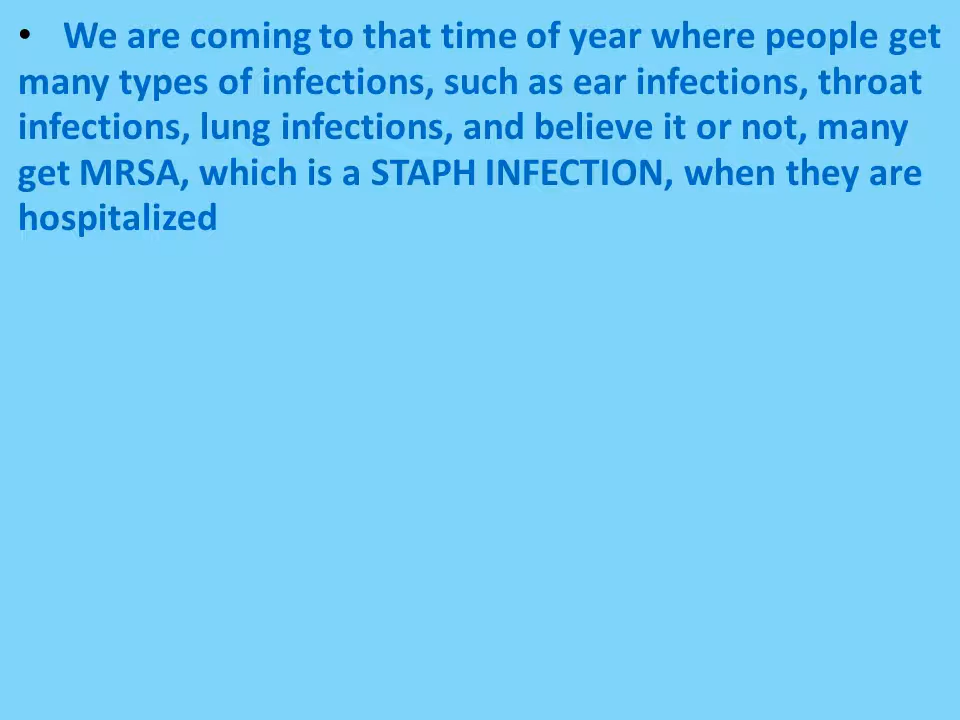 • We are coming to that time of year where people get
many types of infections, such as ear infections, throat
infections, lung infections, and believe it or not, many
get MRSA, which is a STAPH INFECTION, when they are
hospitalized